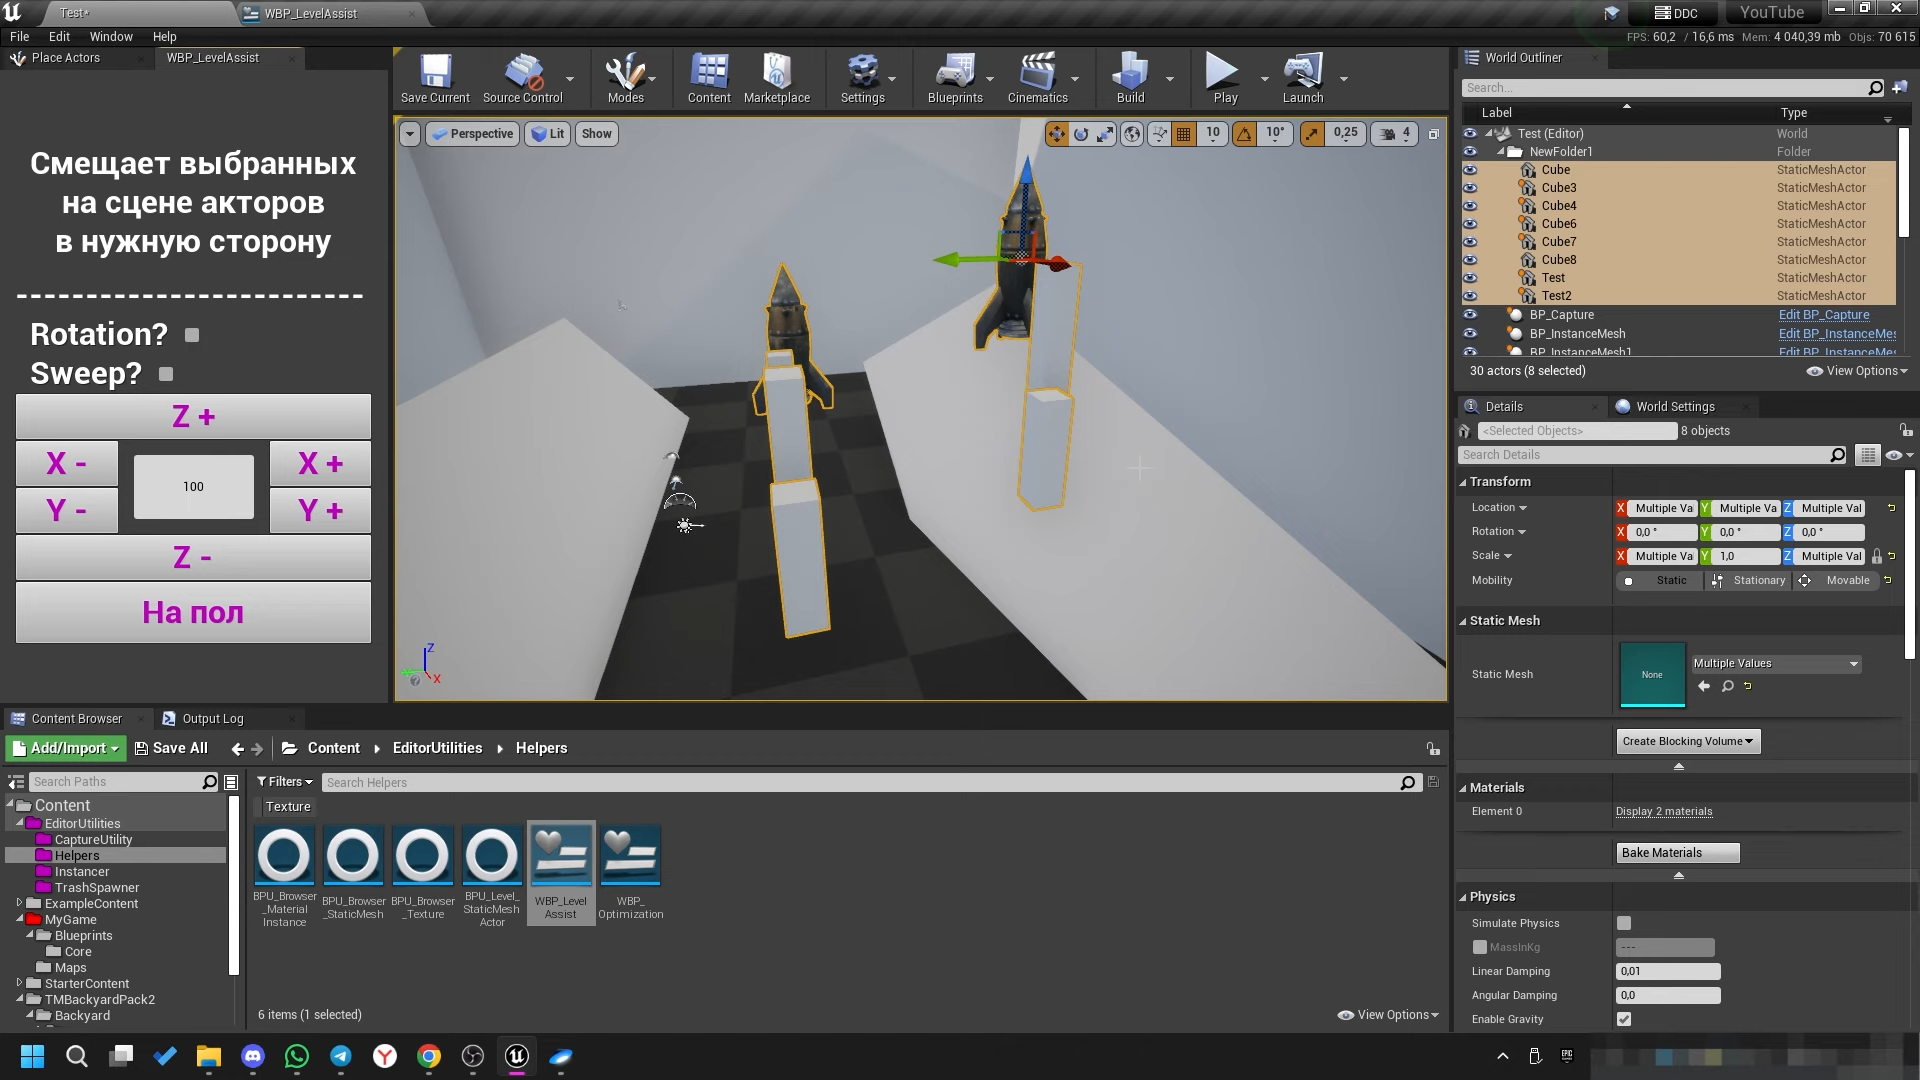 Test*
WBP_LevelAssist
DDC
YouTube
File Edit Window Help
FPS: 60,2 / 16,6 ms Mem: 4 040,39 mb Objs: 70 615
Place Actors
WBP_LevelAssist
Смещает выбранных
на сцене акторов
в нужную сторону
Rotation?
Sweep?
Z +
X -
100
X +
Y -
Y +
Z -
На пол
Save Current
Source Control
Modes
Content
Marketplace
Settings
Blueprints
Cinematics
Build
Play
Launch
Perspective
Lit
Show
10
10°
0,25
4
Z
X
World Outliner
Search...
Label Type
Test (Editor) World
NewFolder1 Folder
Cube StaticMeshActor
Cube3 StaticMeshActor
Cube4 StaticMeshActor
Cube6 StaticMeshActor
Cube7 StaticMeshActor
Cube8 StaticMeshActor
Test StaticMeshActor
Test2 StaticMeshActor
BP_Capture Edit BP_Capture
BP_InstanceMesh Edit BP_InstanceMes
BP_InstanceMesh1 Edit BP_InstanceMes
30 actors (8 selected)
View Options
Details
World Settings
<Selected Objects>
8 objects
Search Details
Transform
Location X Multiple Val Y Multiple Va Z Multiple Val
Rotation X 0,0 ° Y 0,0 ° Z 0,0 °
Scale X Multiple Val Y 1,0 Z Multiple Val
Mobility Static Stationary Movable
Static Mesh
Static Mesh
None
Multiple Values
Create Blocking Volume
Materials
Element 0 Display 2 materials
Bake Materials
Physics
Simulate Physics
MassInKg ---
Linear Damping 0,01
Angular Damping 0,0
Enable Gravity
Content Browser
Output Log
Add/Import
Save All
Content
EditorUtilities
Helpers
Search Paths
Filters
Search Helpers
Texture
Content
EditorUtilities
CaptureUtility
Helpers
Instancer
TrashSpawner
ExampleContent
MyGame
Blueprints
Core
Maps
StarterContent
TMBackyardPack2
Backyard
BPU_Browser
_Material
Instance
BPU_Browser
_StaticMesh
BPU_Browser
_Texture
BPU_Level_
StaticMesh
Actor
WBP_Level
Assist
WBP_
Optimization
6 items (1 selected)
View Options
EPIC